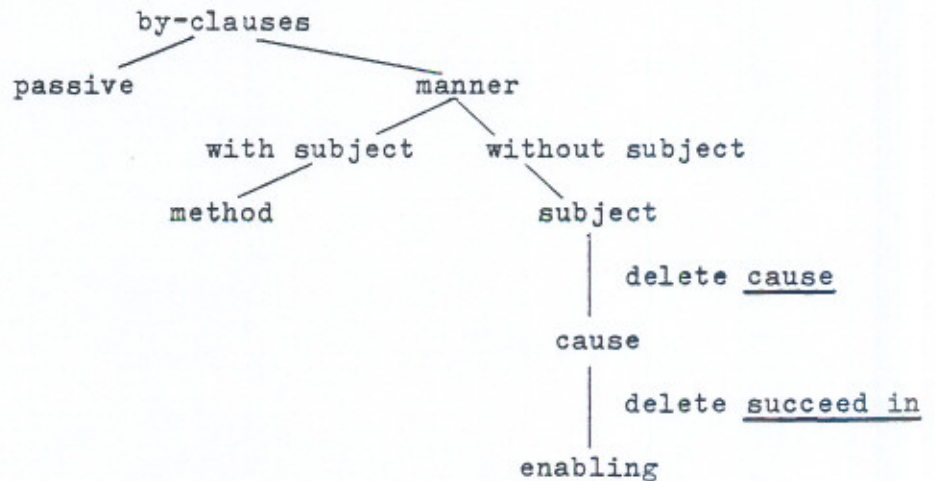 by-clauses
passive manner
with subject without subject
method subject
delete cause
cause
delete succeed in
enabling